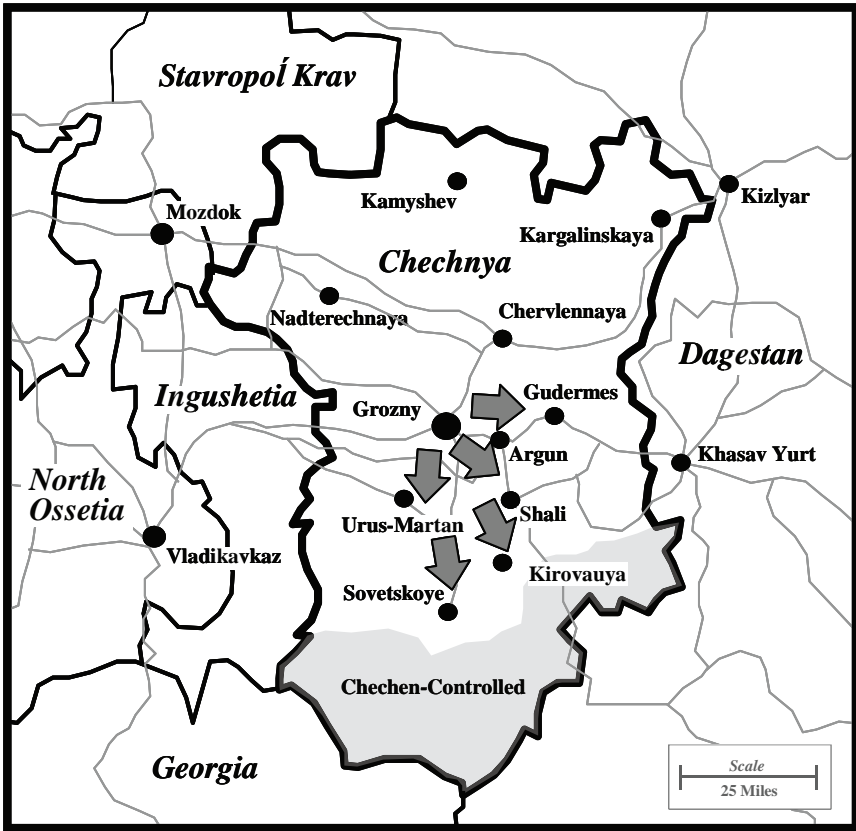 Stavropoĺ Krav
Kamyshev
Kizlyar
Mozdok
Kargalinskaya
Chechnya
Nadterechnaya
Chervlennaya
Dagestan
Ingushetia
Gudermes
Grozny
Argun
Khasav Yurt
North
Ossetia
Urus-Martan
Shali
Vladikavkaz
Kirovauya
Sovetskoye
Chechen-Controlled
Georgia
Scale
25 Miles